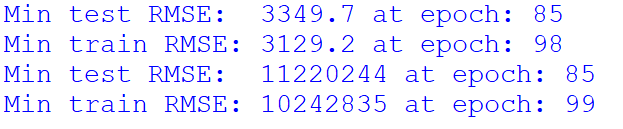 Min test RMSE:  3349.7 at epoch: 85
Min train RMSE: 3129.2 at epoch: 98
Min test RMSE:  11220244 at epoch: 85
Min train RMSE: 10242835 at epoch: 99